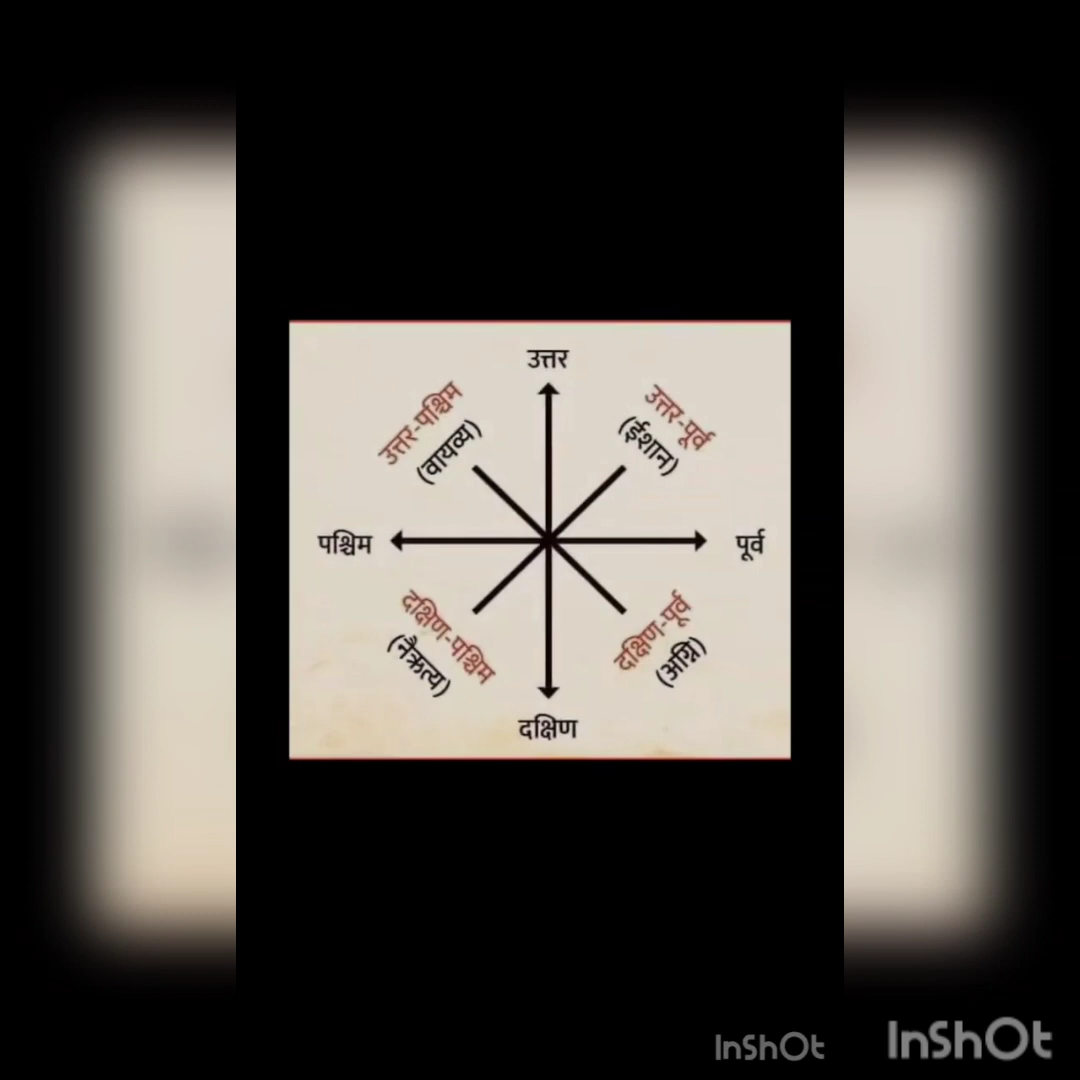 उत्तर
उत्तर-पश्चिम
(वायव्य)
उत्तर-पूर्व
(ईशान)
पश्चिम
पूर्व
दक्षिण-पश्चिम
(नैऋत्य)
दक्षिण-पूर्व
(अग्नि)
दक्षिण
InShOt
InShOt